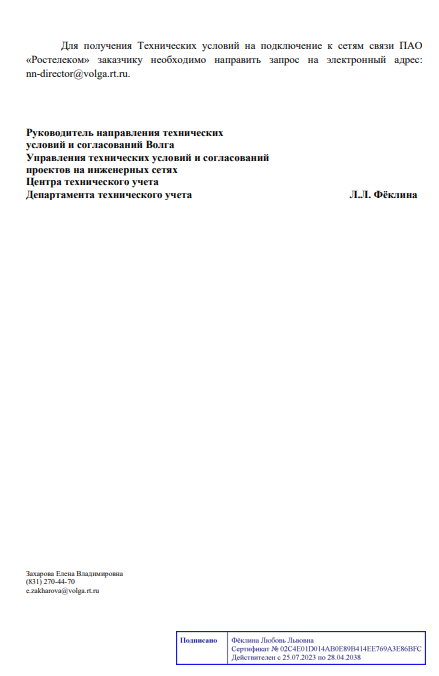 Для получения Технических условий на подключение к сетям связи ПАО
«Ростелеком» заказчику необходимо направить запрос на электронный адрес:
nn-director@volga.rt.ru.
Руководитель направления технических
условий и согласований Волга
Управления технических условий и согласований
проектов на инженерных сетях
Центра технического учета
Департамента технического учета Л.Л. Фёклина
Захарова Елена Владимировна
(831) 270-44-70
e.zakharova@volga.rt.ru
Подписано Фёклина Любовь Львовна
Сертификат № 02C4E01D014AB0E89B414EE769A3E86BFC
Действителен с 25.07.2023 по 28.04.2038